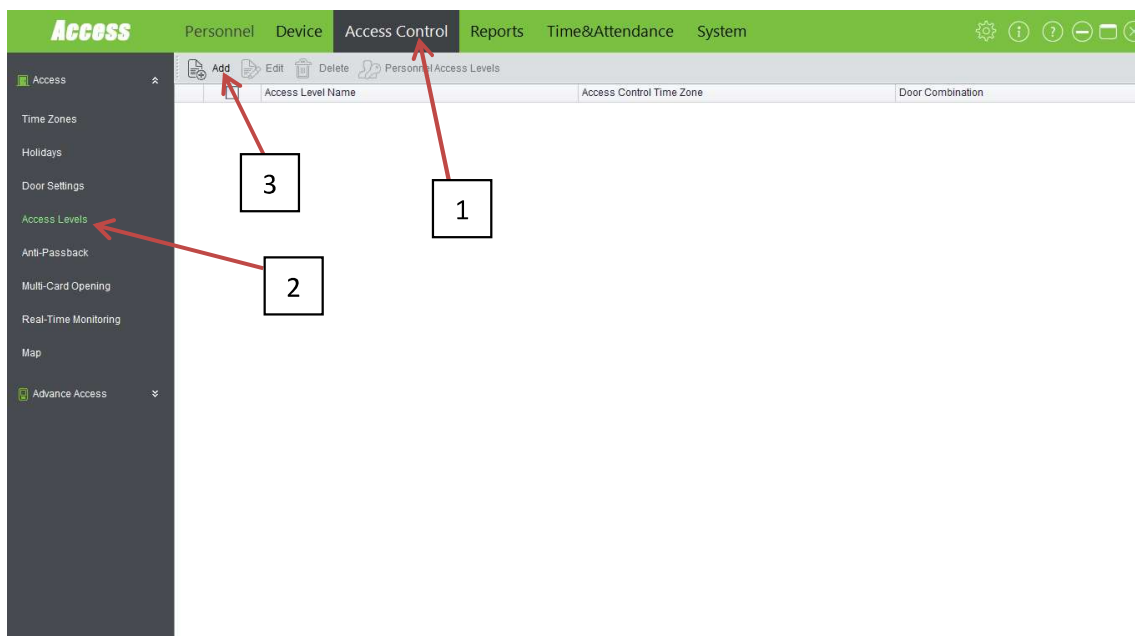 Access
Personnel Device Access Control Reports Time&Attendance System
Access
Add Edit Delete Personnel Access Levels
Access Level Name Access Control Time Zone Door Combination
Time Zones
Holidays
Door Settings
3
1
Access Levels
Anti-Passback
Multi-Card Opening
2
Real-Time Monitoring
Map
Advance Access